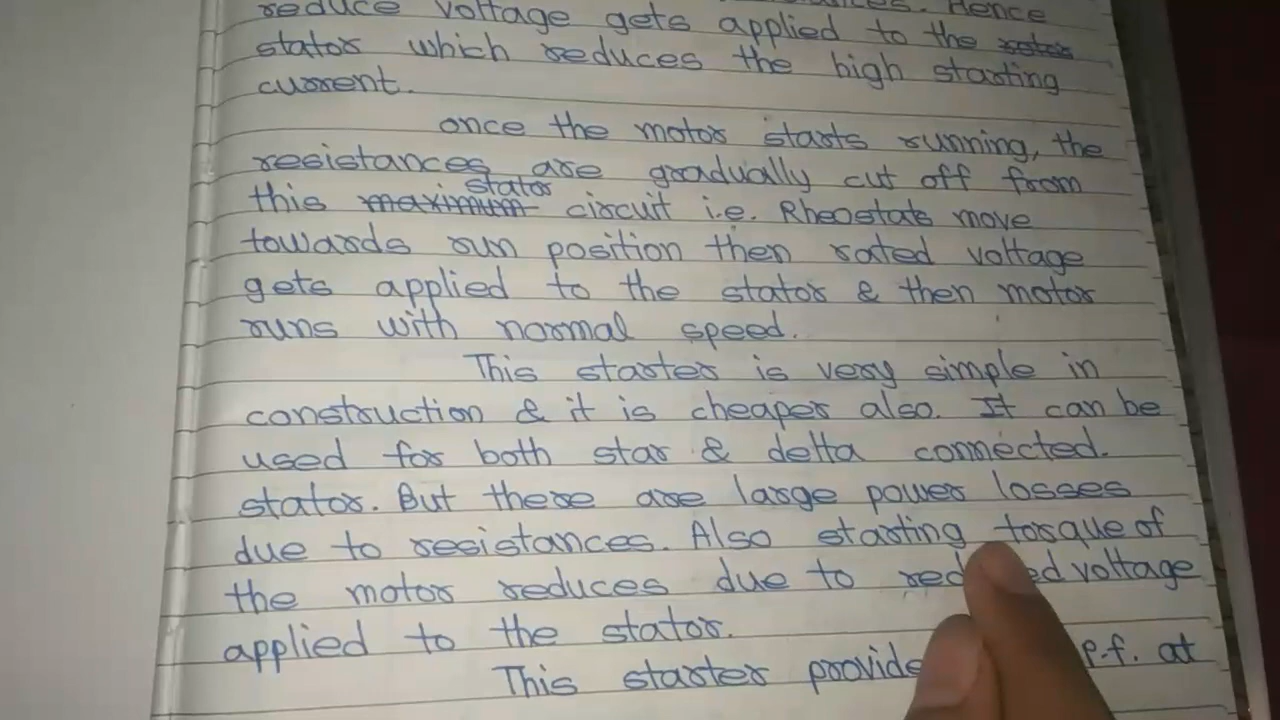 reduce voltage gets applied to the rotor
stator which reduces the high starting
current.
once the motor starts running, the
resistances are gradually cut off from
this maximum stator circuit i.e. Rheostats move
towards run position then rated voltage
gets applied to the stator & then motor
runs with normal speed.
This starter is very simple in
construction & it is cheaper also. It can be
used for both star & delta connected.
stator. But there are large power losses
due to resistances. Also starting torque of
the motor reduces due to voltage
applied to the stator.
This starter p.f. at